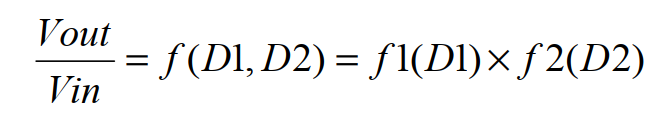 Vout/Vin = f(D1, D2) = f1(D1) × f2(D2)